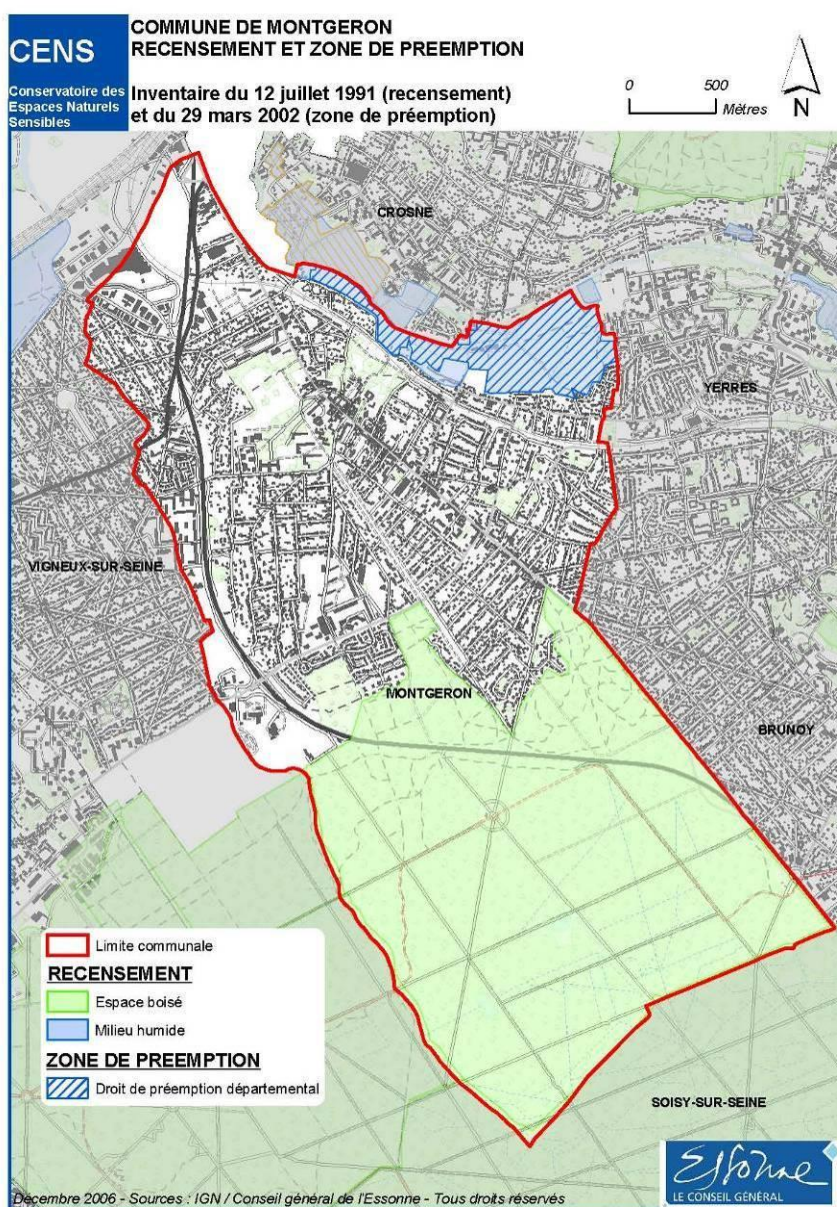 CENS
Conservatoire des
Espaces Naturels
Sensibles
COMMUNE DE MONTGERON
RECENSEMENT ET ZONE DE PREEMPTION
Inventaire du 12 juillet 1991 (recensement)
et du 29 mars 2002 (zone de préemption)
0 500
Mètres
N
CROSNE
YERRES
VIGNEUX-SUR-SEINE
MONTGERON
BRUNOY
Limite communale
RECENSEMENT
Espace boisé
Milieu humide
ZONE DE PREEMPTION
Droit de préemption départemental
SOISY-SUR-SEINE
Essonne
LE CONSEIL GÉNÉRAL
Décembre 2006 - Sources : IGN / Conseil général de l'Essonne - Tous droits réservés